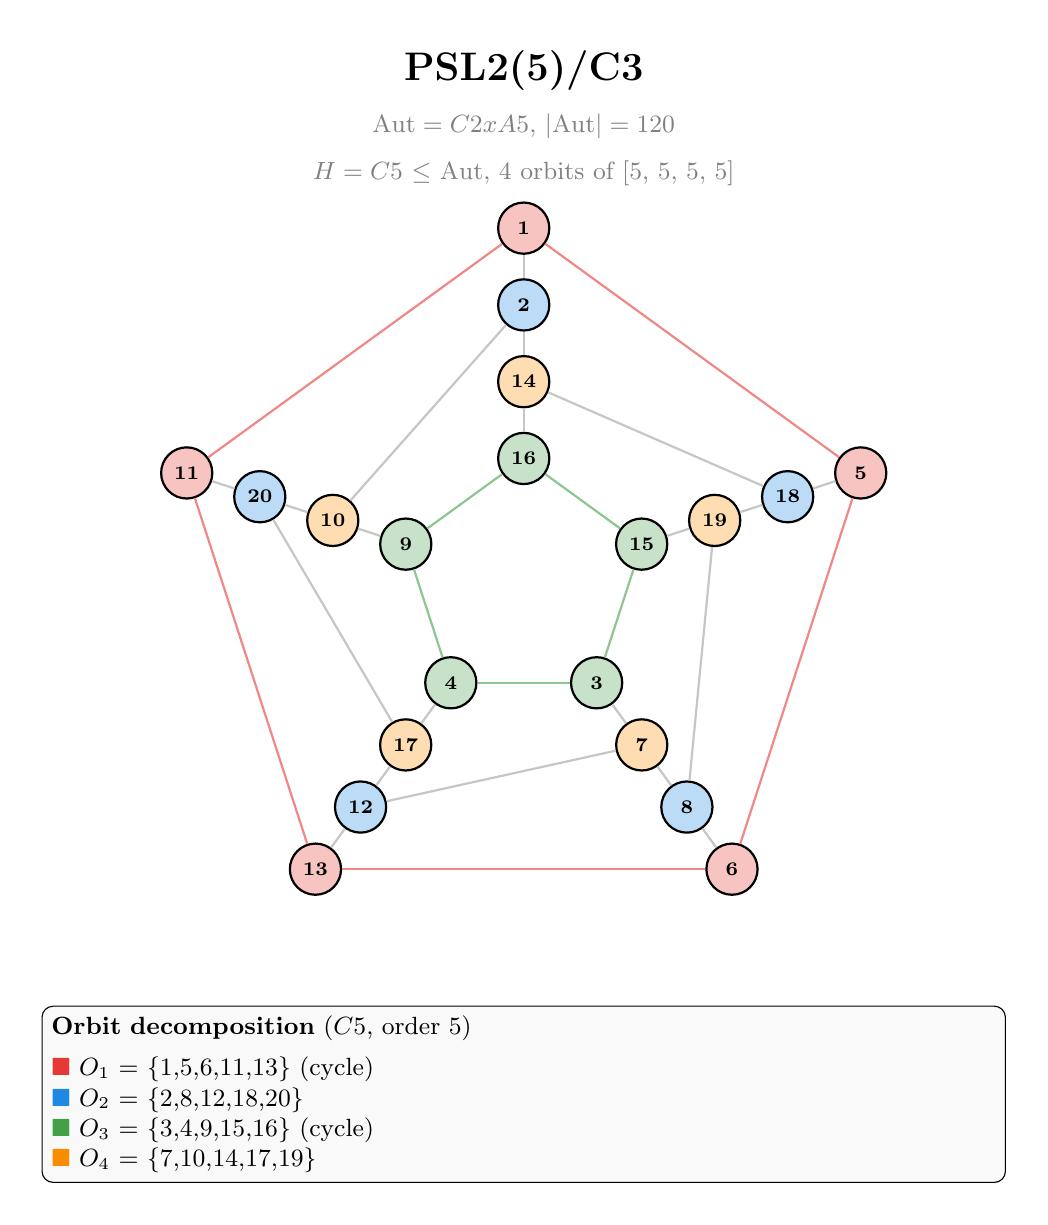 PSL2(5)/C3
Aut = C2xA5, |Aut| = 120
H = C5 ≤ Aut, 4 orbits of [5, 5, 5, 5]
1
2
14
16
11
5
20
18
10
19
9
15
4
3
17
7
12
8
13
6
Orbit decomposition (C5, order 5)
O₁ = {1,5,6,11,13} (cycle)
O₂ = {2,8,12,18,20}
O₃ = {3,4,9,15,16} (cycle)
O₄ = {7,10,14,17,19}